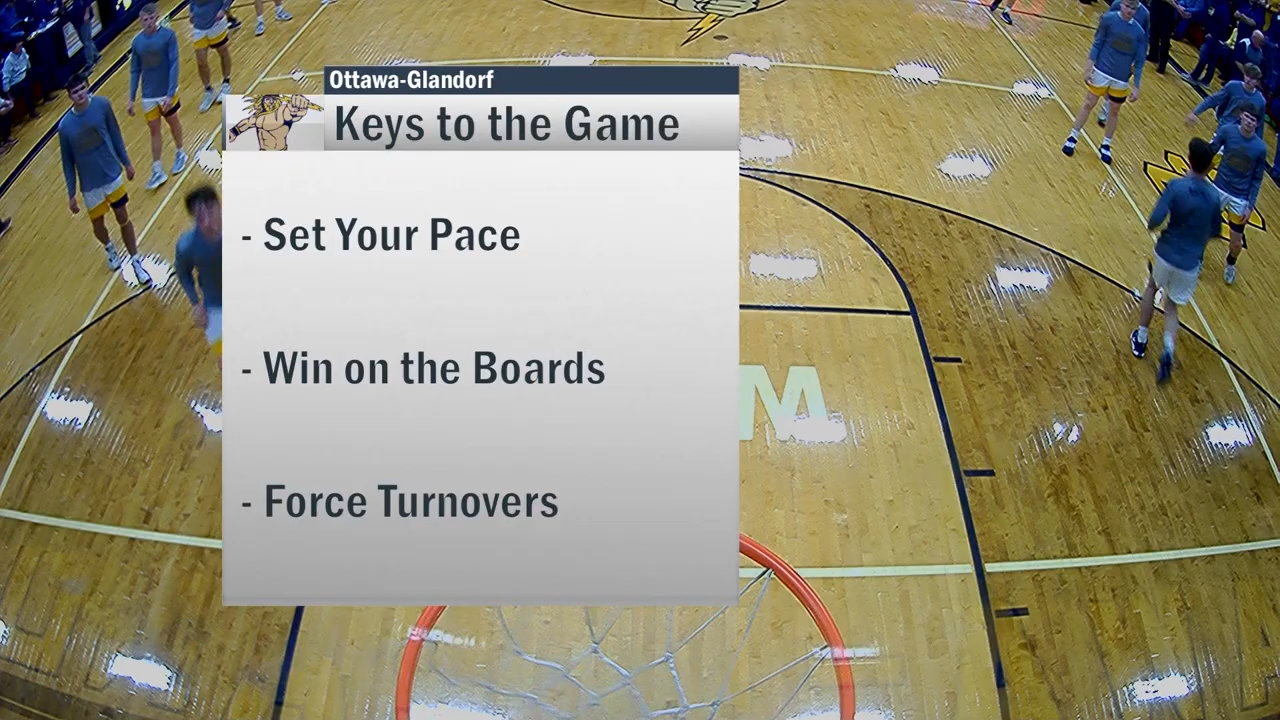 Ottawa-Glandorf
Keys to the Game
- Set Your Pace
- Win on the Boards
- Force Turnovers
M